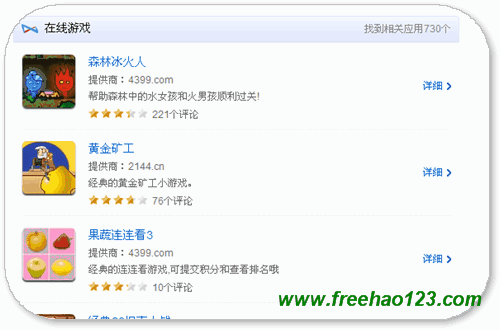 在线游戏
找到相关应用730个
森林冰火人
提供商：4399.com
帮助森林中的水女孩和火男孩顺利过关!
详细
221个评论
黄金矿工
提供商：2144.cn
经典的黄金矿工小游戏。
详细
76个评论
果蔬连连看3
提供商：4399.com
经典的连连看游戏,可提交积分和查看排名哦
详细
10个评论
www.freehao123.com